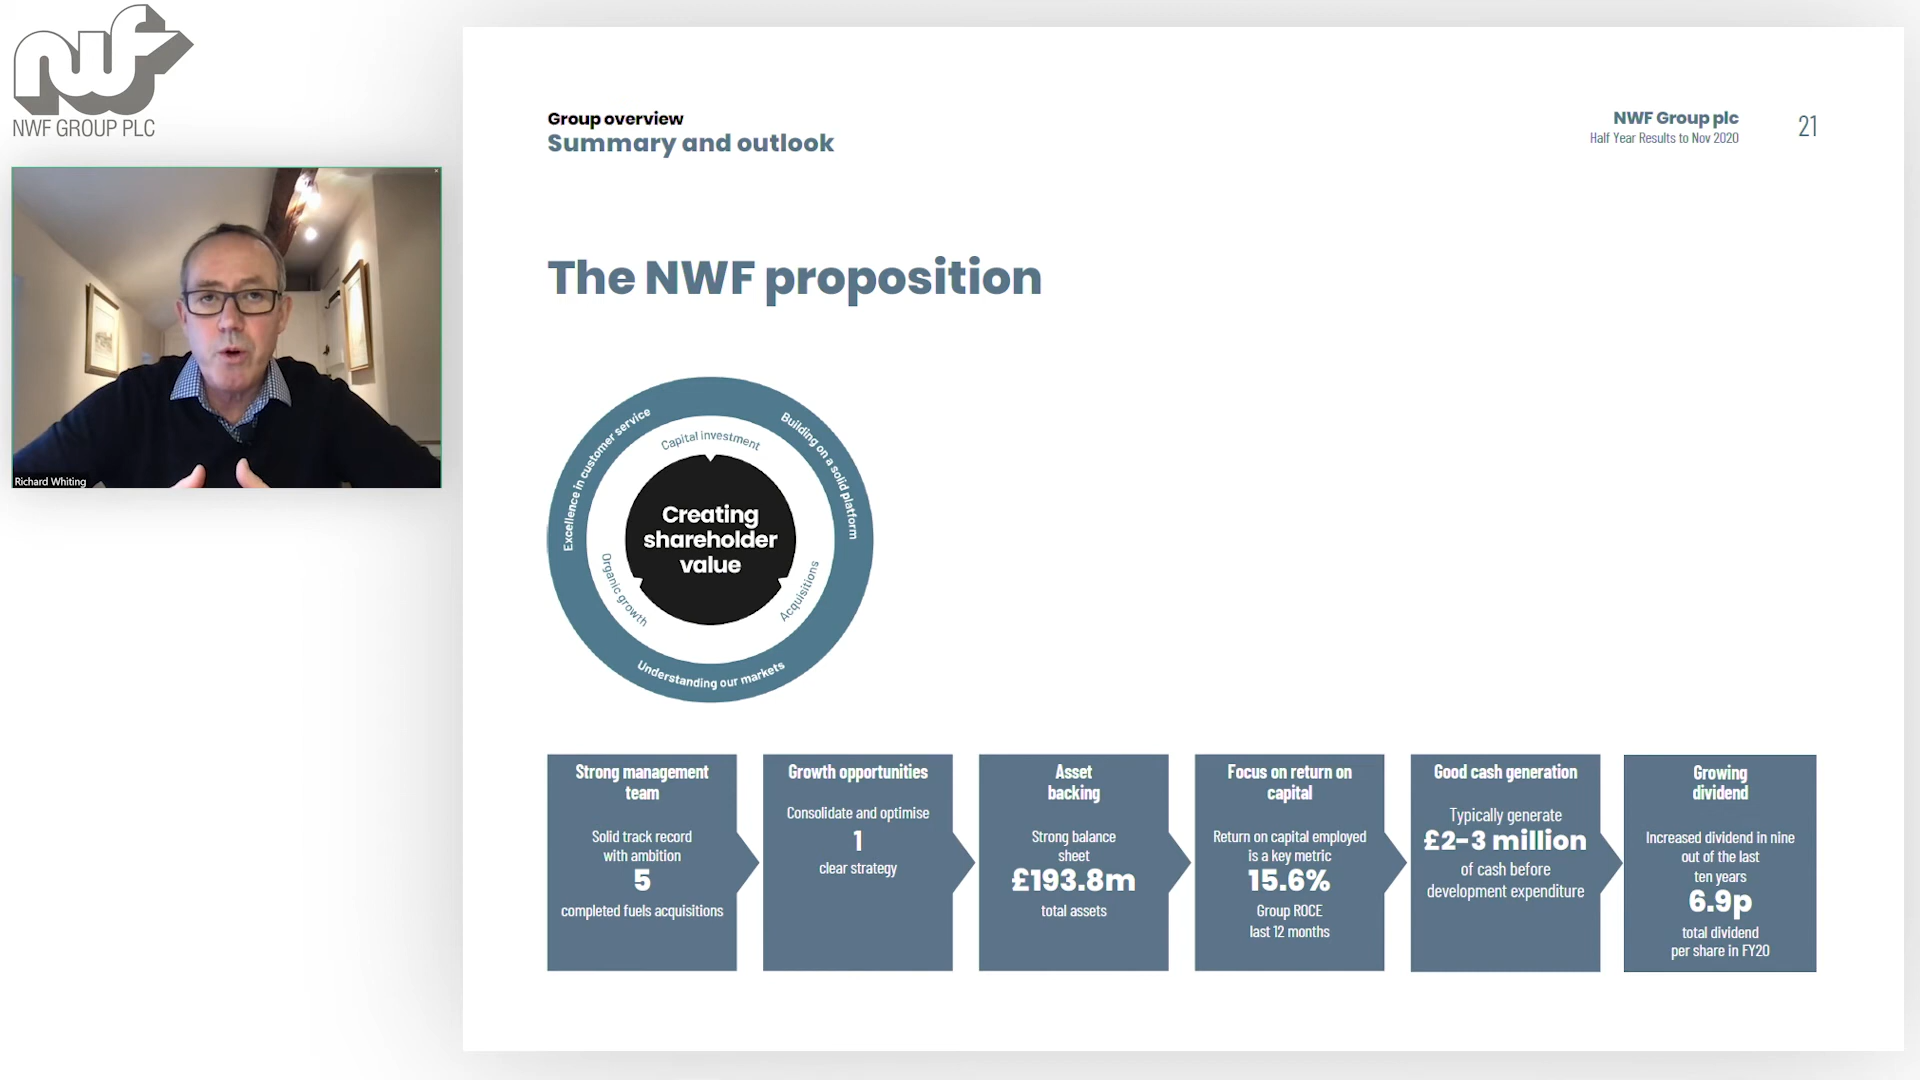 nwf
NWF GROUP PLC
Richard Whiting
Group overview
Summary and outlook
NWF Group plc
Half Year Results to Nov 2020
21
The NWF proposition
Excellence in customer service
Building on a solid platform
Understanding our markets
Capital investment
Organic growth
Acquisitions
Creating
shareholder
value
Strong management
team
Solid track record
with ambition
5
completed fuels acquisitions
Growth opportunities
Consolidate and optimise
1
clear strategy
Asset
backing
Strong balance
sheet
£193.8m
total assets
Focus on return on
capital
Return on capital employed
is a key metric
15.6%
Group ROCE
last 12 months
Good cash generation
Typically generate
£2-3 million
of cash before
development expenditure
Growing
dividend
Increased dividend in nine
out of the last
ten years
6.9p
total dividend
per share in FY20